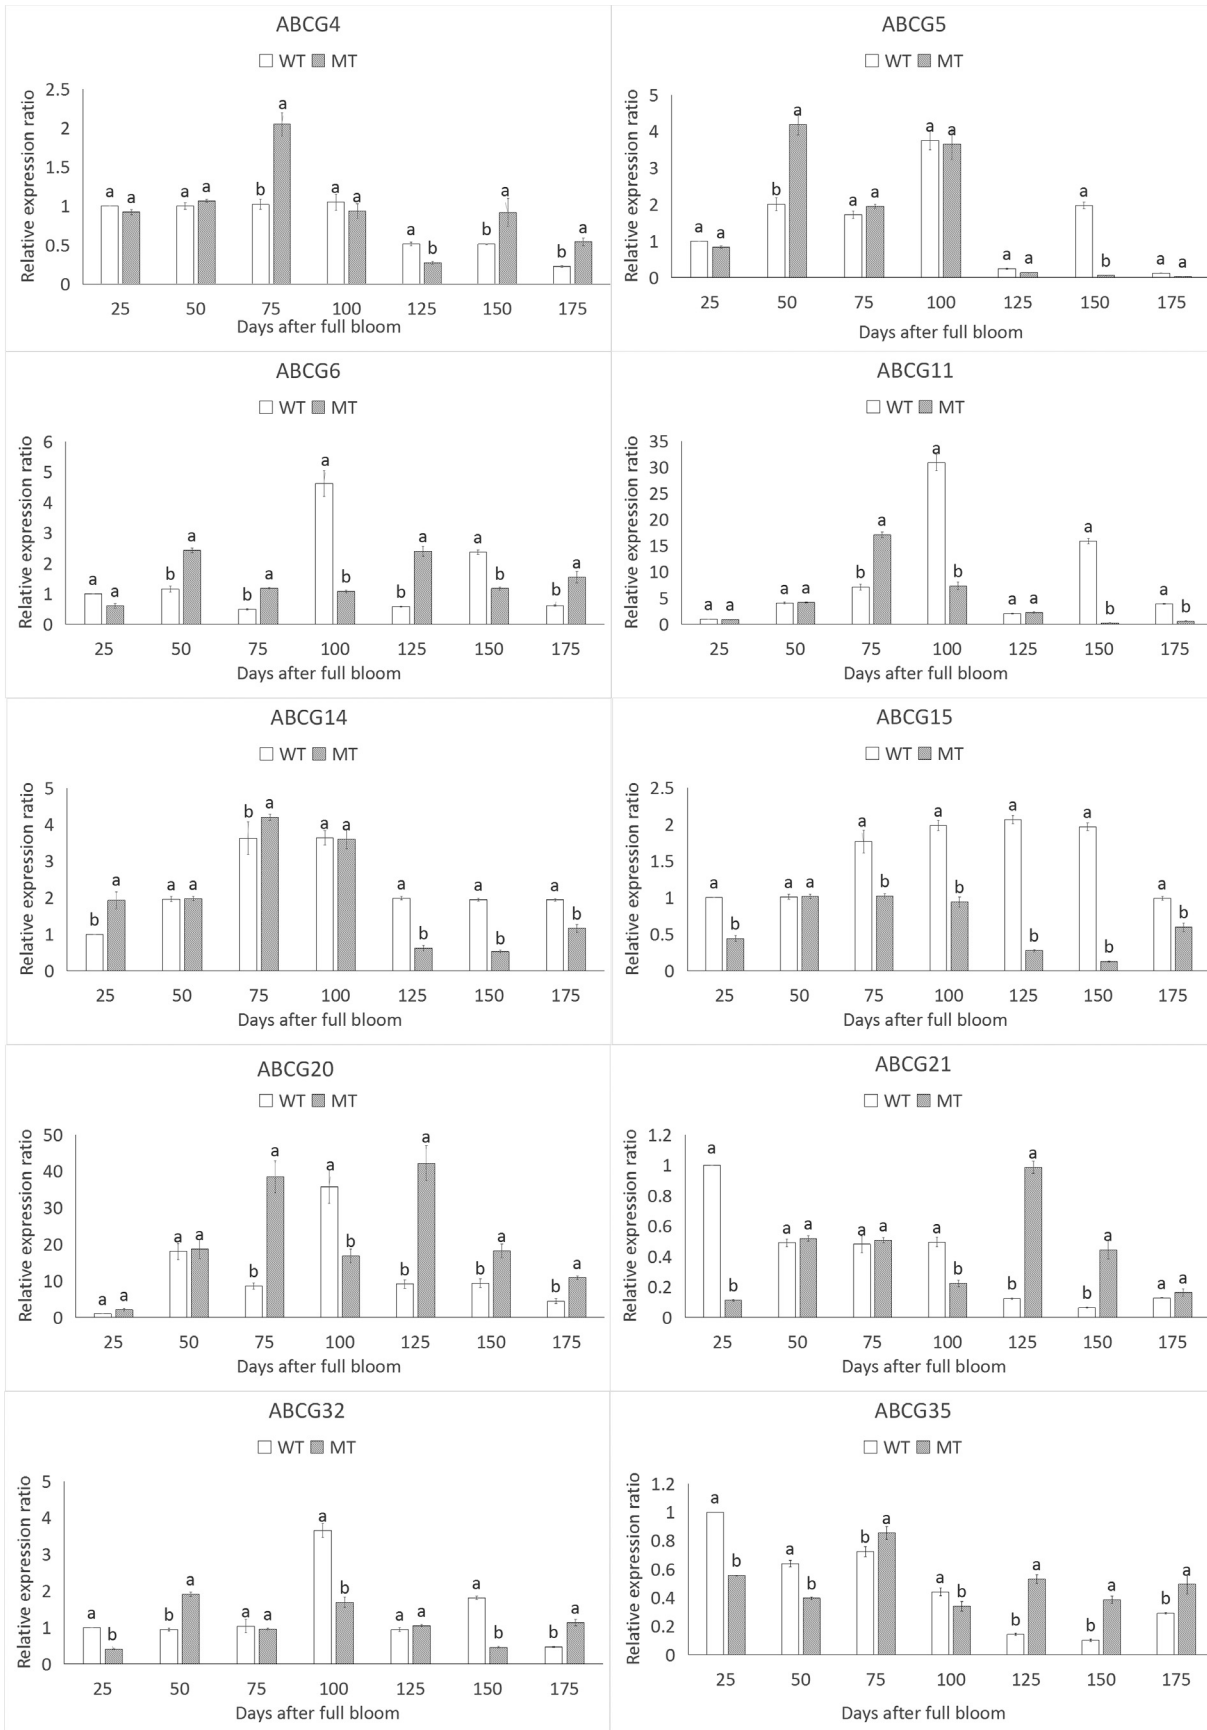 ABCG4
WT MT
Relative expression ratio
2.5
2
1.5
1
0.5
0
a a a a b a a a a b b a b a
25 50 75 100 125 150 175
Days after full bloom
ABCG5
WT MT
Relative expression ratio
5
4
3
2
1
0
a a b a a a a a a a a b a a
25 50 75 100 125 150 175
Days after full bloom
ABCG6
WT MT
Relative expression ratio
6
5
4
3
2
1
0
a a b a b a a b b a a b b a
25 50 75 100 125 150 175
Days after full bloom
ABCG11
WT MT
Relative expression ratio
35
30
25
20
15
10
5
0
a a a a b a a b a a a b a b
25 50 75 100 125 150 175
Days after full bloom
ABCG14
WT MT
Relative expression ratio
5
4
3
2
1
0
b a a a b a a a a b a b a b
25 50 75 100 125 150 175
Days after full bloom
ABCG15
WT MT
Relative expression ratio
2.5
2
1.5
1
0.5
0
a b a a a b a b a b a b a b
25 50 75 100 125 150 175
Days after full bloom
ABCG20
WT MT
Relative expression ratio
50
40
30
20
10
0
a a a a b a a b b a b a b a
25 50 75 100 125 150 175
Days after full bloom
ABCG21
WT MT
Relative expression ratio
1.2
1
0.8
0.6
0.4
0.2
0
a b a a a a a b b a b a a a
25 50 75 100 125 150 175
Days after full bloom
ABCG32
WT MT
Relative expression ratio
5
4
3
2
1
0
a b b a a a a b a a a b b a
25 50 75 100 125 150 175
Days after full bloom
ABCG35
WT MT
Relative expression ratio
1.2
1
0.8
0.6
0.4
0.2
0
a b a b b a a b b a b a b a
25 50 75 100 125 150 175
Days after full bloom